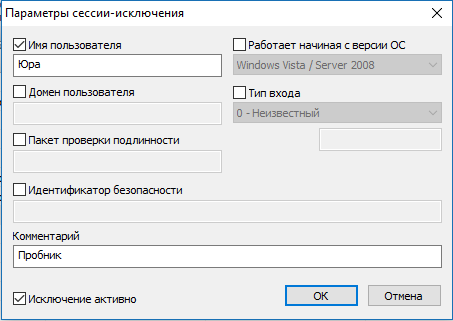 Параметры сессии-исключения
Имя пользователя
Юра
Работает начиная с версии ОС
Windows Vista / Server 2008
Домен пользователя
Тип входа
0 - Неизвестный
Пакет проверки подлинности
Идентификатор безопасности
Комментарий
Пробник
Исключение активно
ОК
Отмена